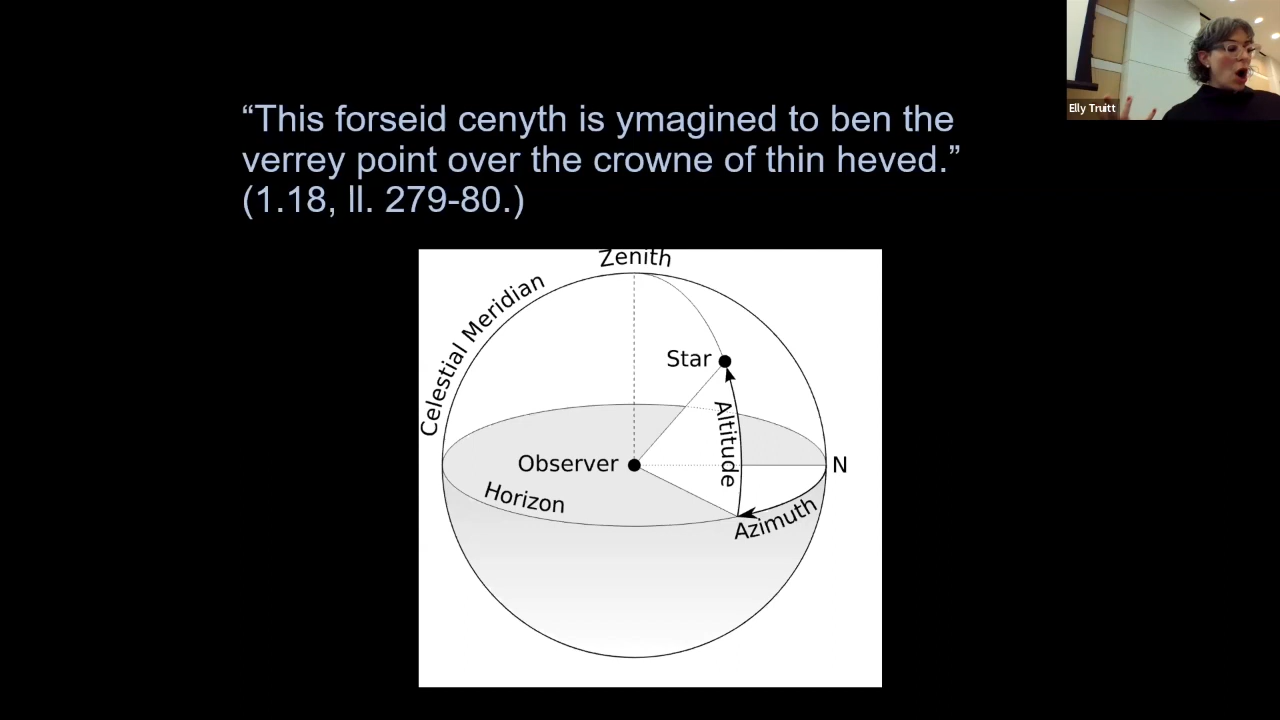 “This forseid cenyth is ymagined to ben the
verrey point over the crowne of thin heved.”
(1.18, ll. 279-80.)
Elly Truitt
Zenith
Celestial Meridian
Star
Altitude
Observer
N
Horizon
Azimuth